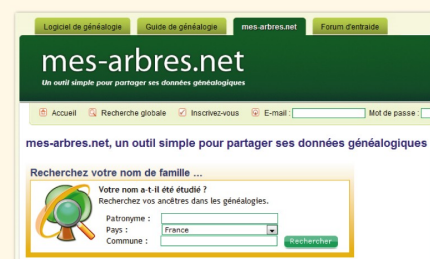 Logiciel de généalogie Guide de généalogie mes-arbres.net Forum d'entraide
mes-arbres.net
Un outil simple pour partager ses données généalogiques
Accueil Recherche globale Inscrivez-vous E-mail : Mot de passe :
mes-arbres.net, un outil simple pour partager ses données généalogiques
Recherchez votre nom de famille ...
Votre nom a-t-il été étudié ?
Recherchez vos ancêtres dans les généalogies.
Patronyme :
Pays : France
Commune : Rechercher